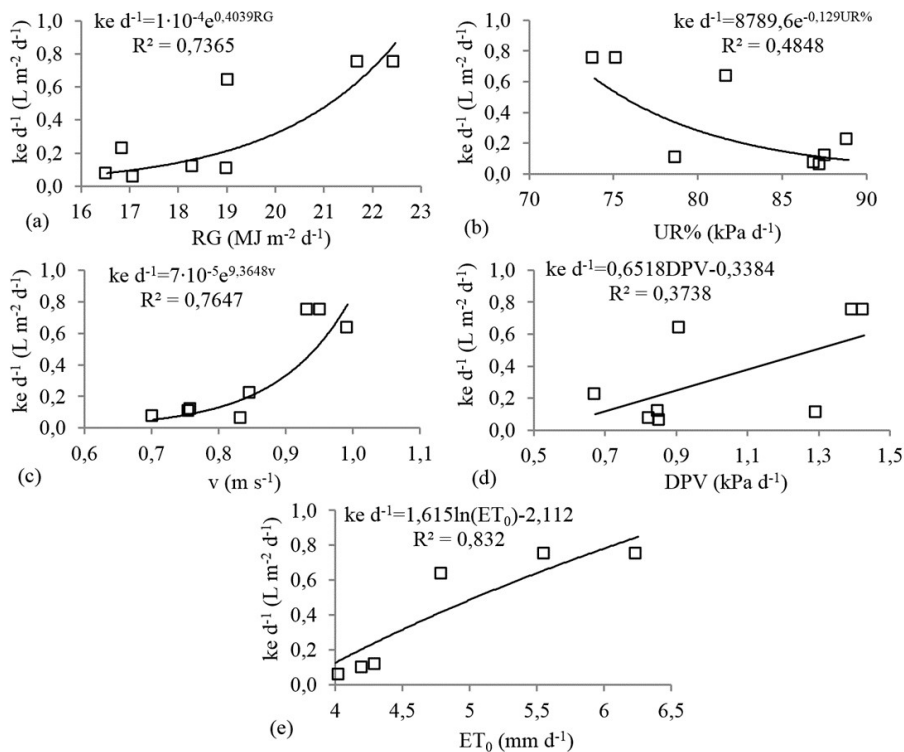 ke d⁻¹=1·10⁻⁴e^0,4039RG
R² = 0,7365
ke d⁻¹ (L m⁻² d⁻¹)
1,0
0,8
0,6
0,4
0,2
0,0
16 17 18 19 20 21 22 23
(a)
RG (MJ m⁻² d⁻¹)
ke d⁻¹=8789,6e^-0,129UR%
R² = 0,4848
ke d⁻¹ (L m⁻² d⁻¹)
1,0
0,8
0,6
0,4
0,2
0,0
70 75 80 85 90
(b)
UR% (kPa d⁻¹)
ke d⁻¹=7·10⁻⁵e^9,3648v
R² = 0,7647
ke d⁻¹ (L m⁻² d⁻¹)
1,0
0,8
0,6
0,4
0,2
0,0
0,6 0,7 0,8 0,9 1,0 1,1
(c)
v (m s⁻¹)
ke d⁻¹=0,6518DPV-0,3384
R² = 0,3738
ke d⁻¹ (L m⁻² d⁻¹)
1,0
0,8
0,6
0,4
0,2
0,0
0,5 0,7 0,9 1,1 1,3 1,5
(d)
DPV (kPa d⁻¹)
ke d⁻¹=1,615ln(ET₀)-2,112
R² = 0,832
ke d⁻¹ (L m⁻² d⁻¹)
1,0
0,8
0,6
0,4
0,2
0,0
4 4,5 5 5,5 6 6,5
(e)
ET₀ (mm d⁻¹)